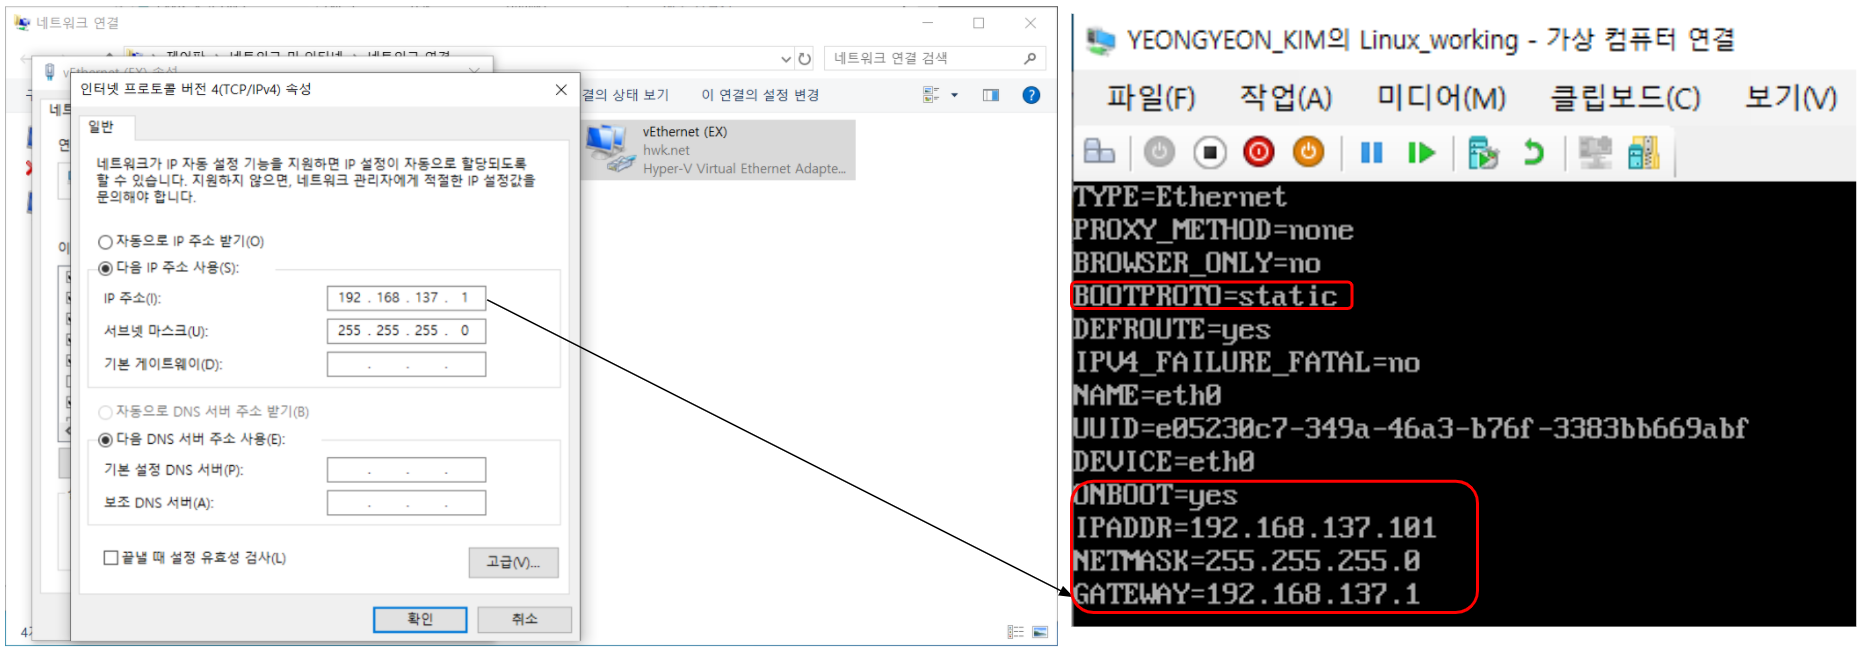 네트워크 연결
제어판 › 네트워크 및 인터넷 › 네트워크 연결
네트워크 연결 검색
vEthernet (EX) 속성
결의 상태 보기
이 연결의 설정 변경
vEthernet (EX)
hwk.net
Hyper-V Virtual Ethernet Adapte...
인터넷 프로토콜 버전 4(TCP/IPv4) 속성
일반
네트워크가 IP 자동 설정 기능을 지원하면 IP 설정이 자동으로 할당되도록
할 수 있습니다. 지원하지 않으면, 네트워크 관리자에게 적절한 IP 설정값을
문의해야 합니다.
자동으로 IP 주소 받기(O)
다음 IP 주소 사용(S):
IP 주소(I):
192 . 168 . 137 . 1
서브넷 마스크(U):
255 . 255 . 255 . 0
기본 게이트웨이(D):
. . .
자동으로 DNS 서버 주소 받기(B)
다음 DNS 서버 주소 사용(E):
기본 설정 DNS 서버(P):
. . .
보조 DNS 서버(A):
. . .
끝낼 때 설정 유효성 검사(L)
고급(V)...
확인
취소
YEONGYEON_KIM의 Linux_working - 가상 컴퓨터 연결
파일(F) 작업(A) 미디어(M) 클립보드(C) 보기(V)
TYPE=Ethernet
PROXY_METHOD=none
BROWSER_ONLY=no
BOOTPROTO=static
DEFROUTE=yes
IPV4_FAILURE_FATAL=no
NAME=eth0
UUID=e05230c7-349a-46a3-b76f-3383bb669abf
DEVICE=eth0
ONBOOT=yes
IPADDR=192.168.137.101
NETMASK=255.255.255.0
GATEWAY=192.168.137.1